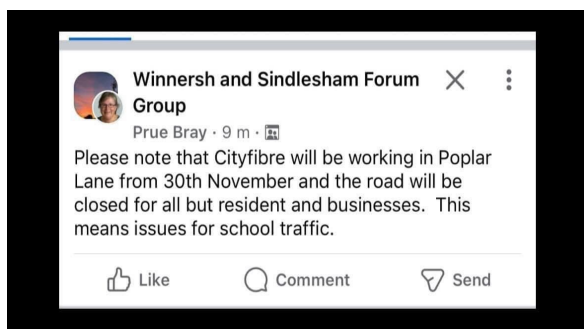 Winnersh and Sindlesham Forum
Group
Prue Bray · 9 m ·
Please note that Cityfibre will be working in Poplar
Lane from 30th November and the road will be
closed for all but resident and businesses.  This
means issues for school traffic.
Like
Comment
Send